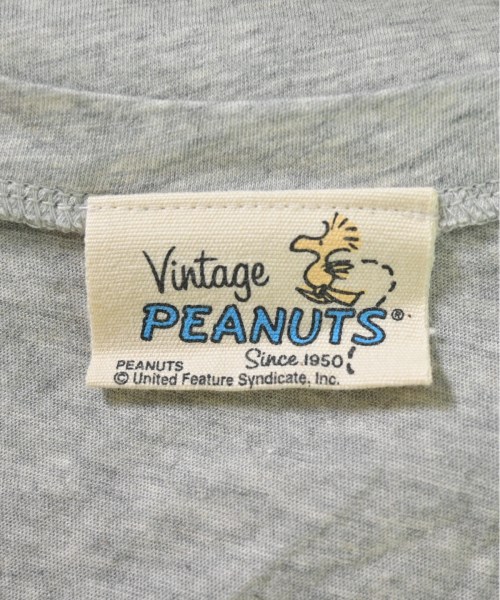 Vintage
PEANUTS®
Since.1950
PEANUTS
© United Feature Syndicate, Inc.